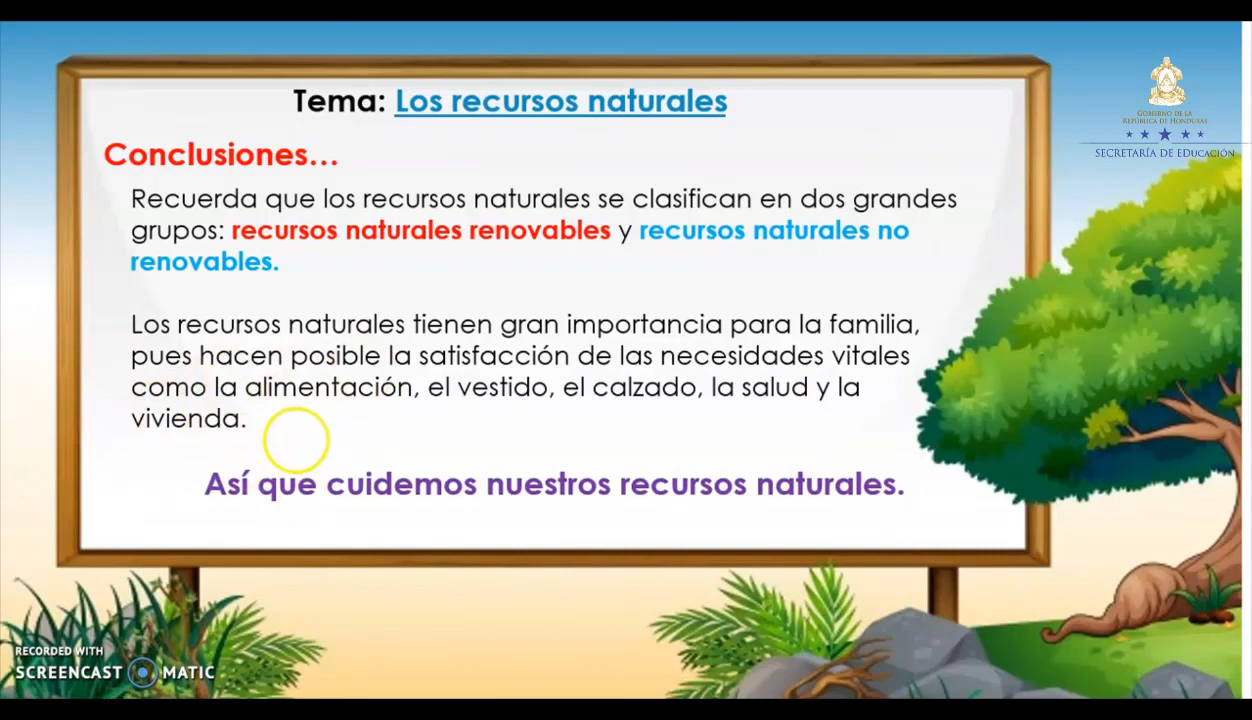 Tema: Los recursos naturales
GOBIERNO DE LA
REPÚBLICA DE HONDURAS
SECRETARÍA DE EDUCACIÓN
Conclusiones...
Recuerda que los recursos naturales se clasifican en dos grandes
grupos: recursos naturales renovables y recursos naturales no
renovables.
Los recursos naturales tienen gran importancia para la familia,
pues hacen posible la satisfacción de las necesidades vitales
como la alimentación, el vestido, el calzado, la salud y la
vivienda.
Así que cuidemos nuestros recursos naturales.
RECORDED WITH
SCREENCAST MATIC